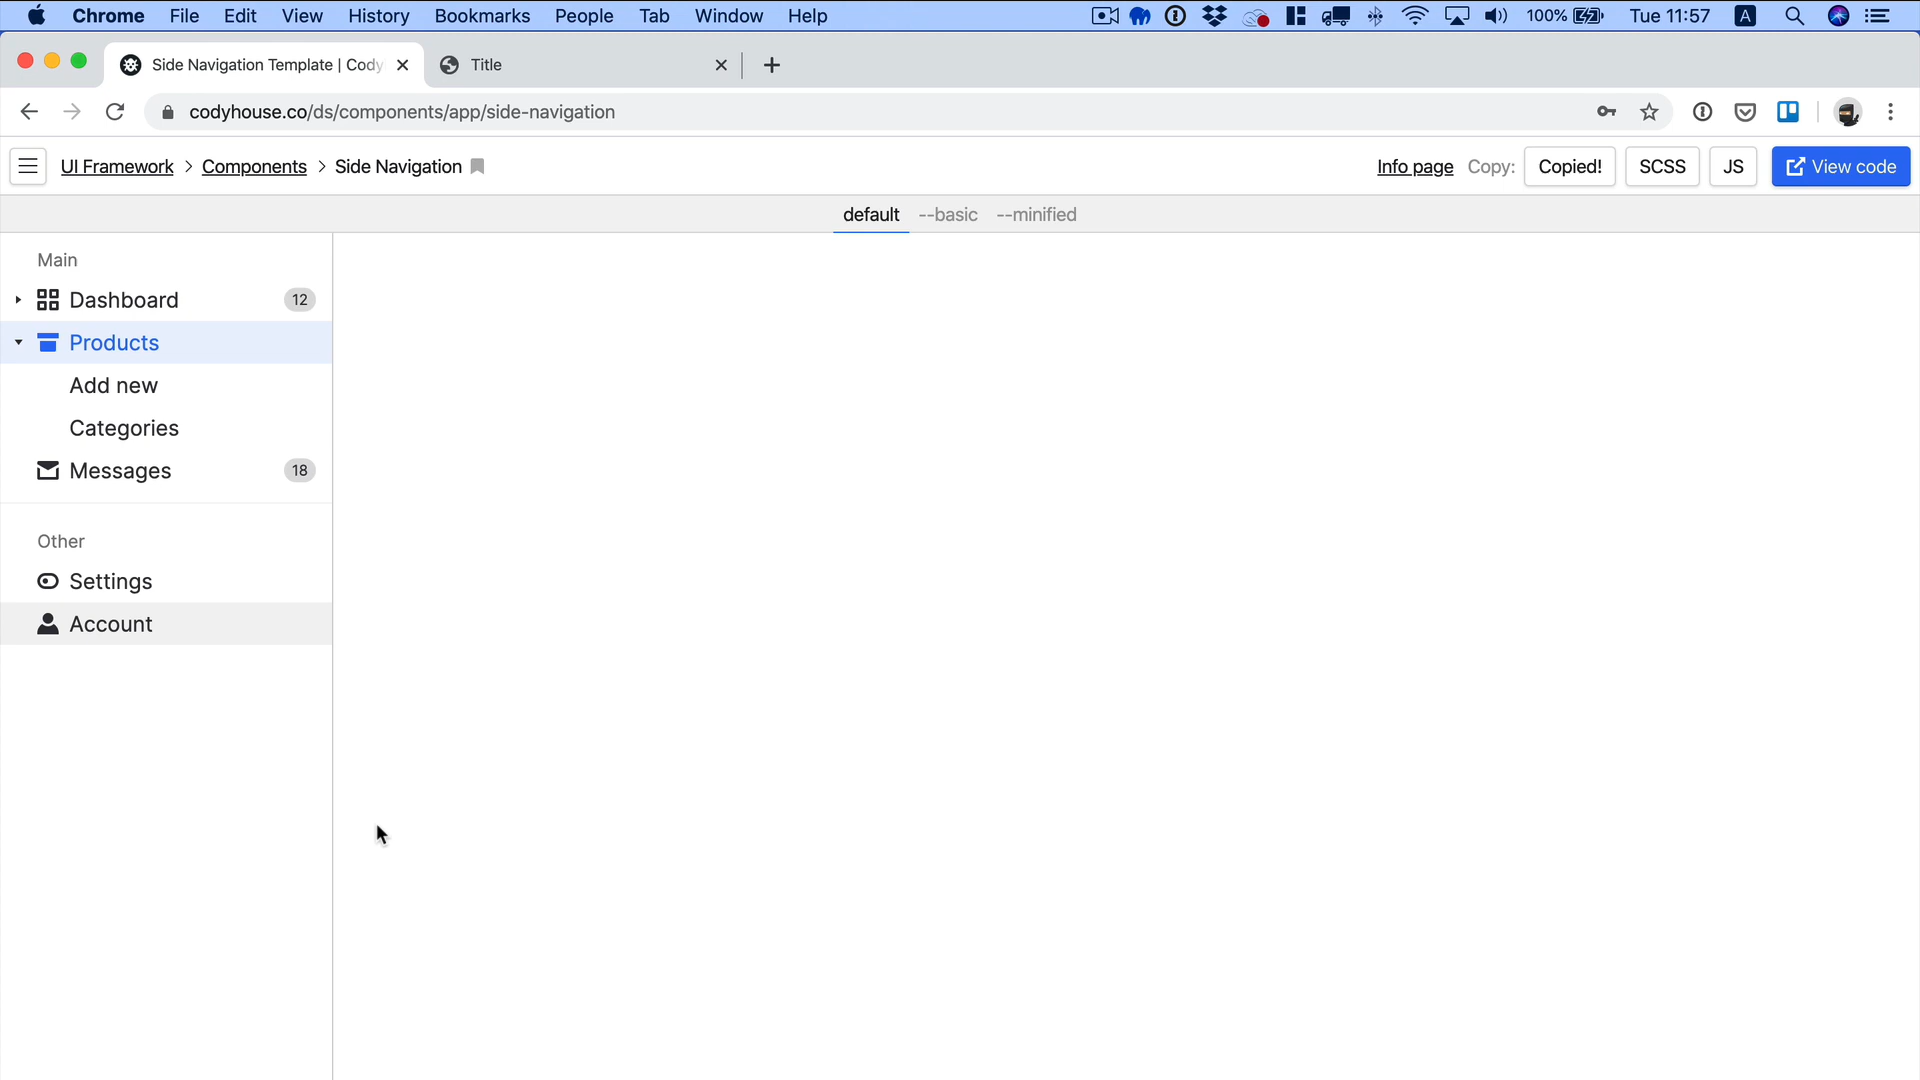 Chrome File Edit View History Bookmarks People Tab Window Help 100% Tue 11:57 A
Side Navigation Template | Cody
Title
codyhouse.co/ds/components/app/side-navigation
UI Framework > Components > Side Navigation
Info page Copy: Copied! SCSS JS View code
default --basic --minified
Main
Dashboard 12
Products
Add new
Categories
Messages 18
Other
Settings
Account